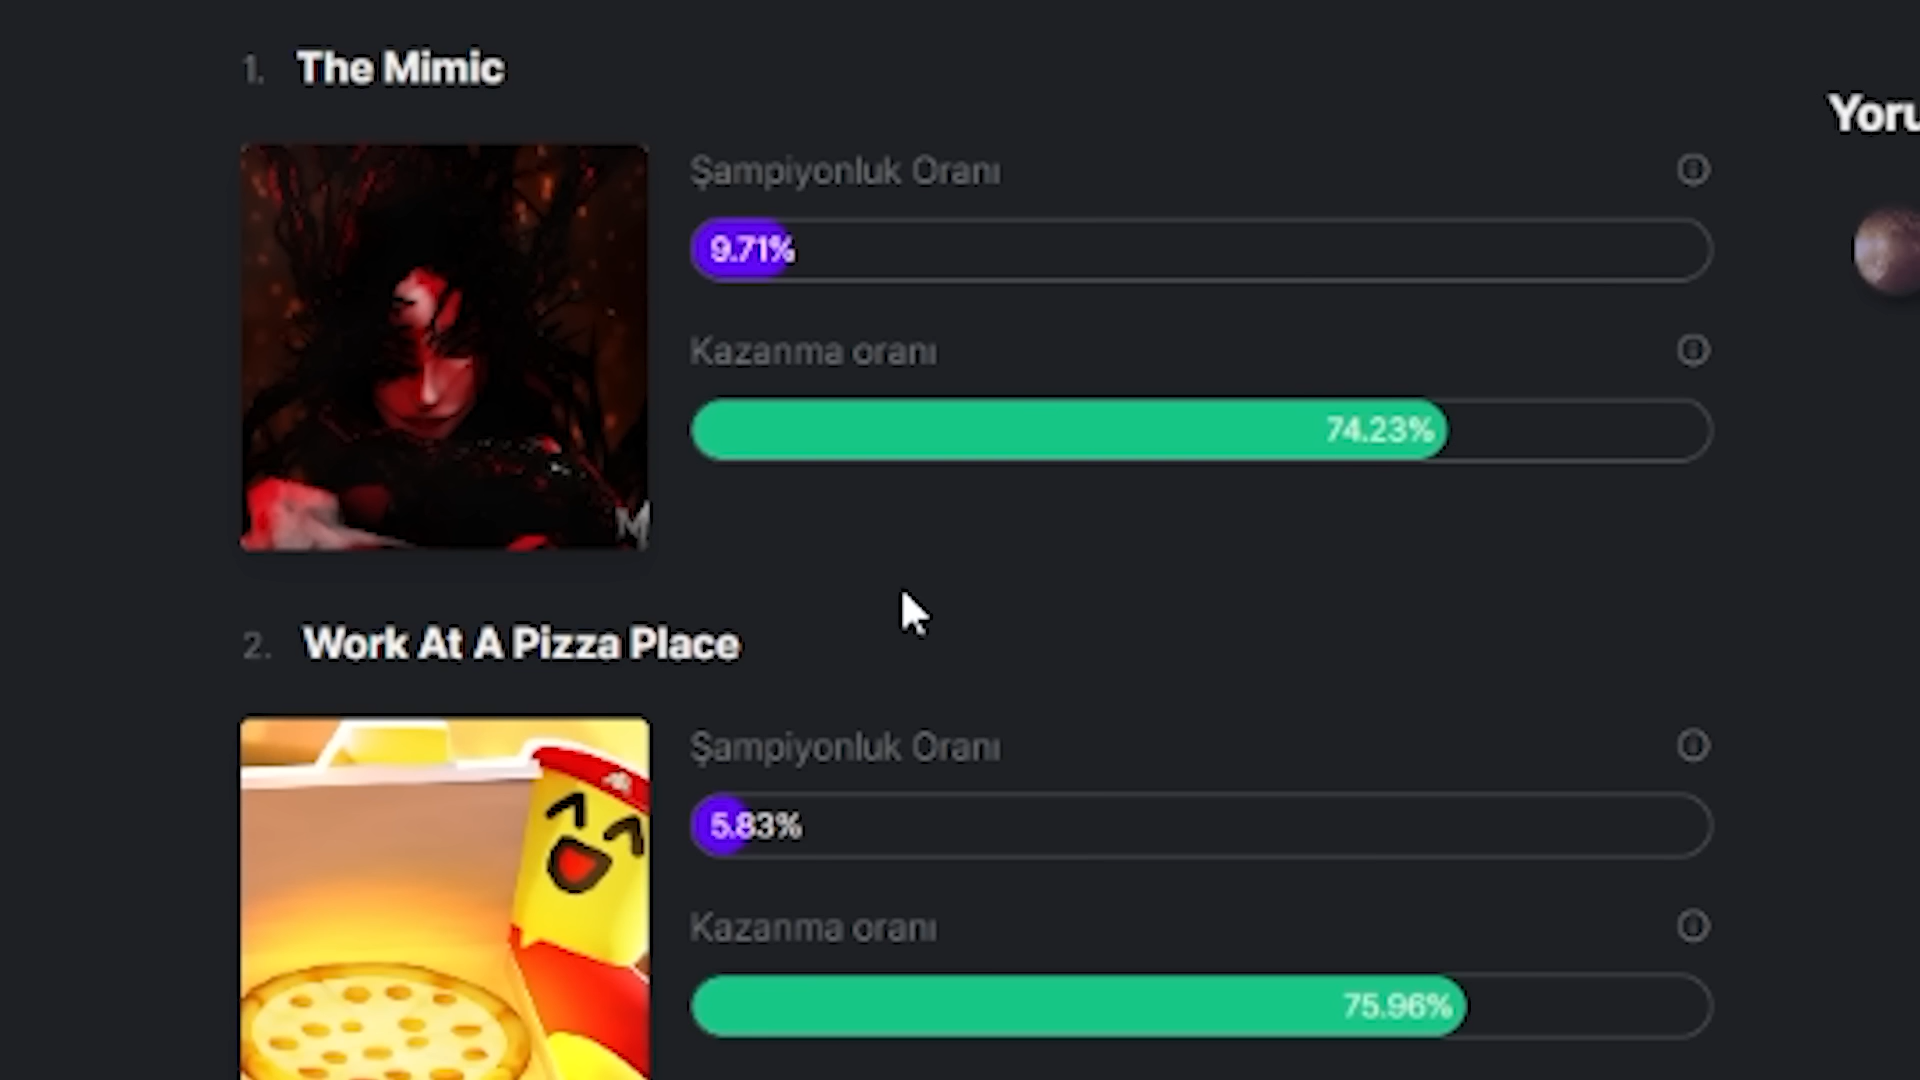 1. The Mimic
Şampiyonluk Oranı
9.71%
Kazanma oranı
74.23%
2. Work At A Pizza Place
Şampiyonluk Oranı
5.83%
Kazanma oranı
75.96%
Yoru